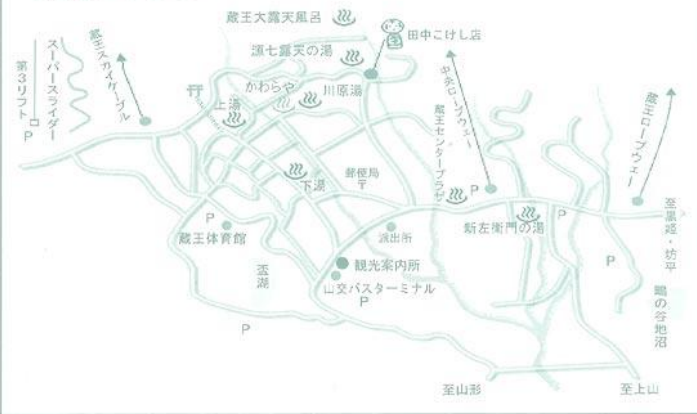 蔵王大露天風呂
田中こけし店
源七露天の湯
蔵王スカイケーブル
スーパースライダー
第3リフト
P
かわらや
川原湯
上湯
中央ロープウェー
蔵王センタープラザ
蔵王ロープウェー
郵便局
〒
下湯
P
P
P
至黒姫・坊平
蔵王体育館
派出所
新左衛門の湯
観光案内所
盃湖
山交バスターミナル
P
P
P
鴫の谷地沼
至山形
至上山